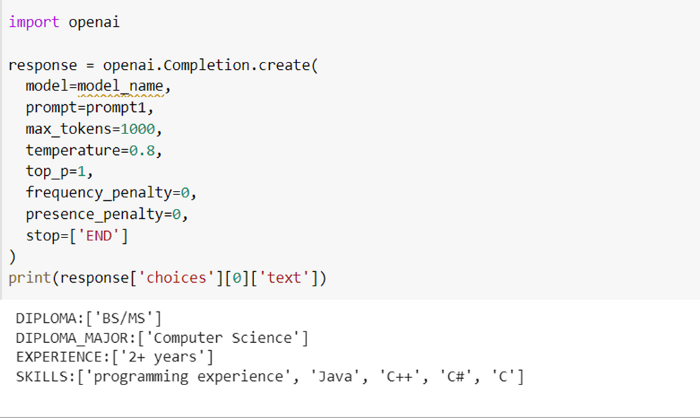 import openai
response = openai.Completion.create(
model=model_name,
prompt=prompt1,
max_tokens=1000,
temperature=0.8,
top_p=1,
frequency_penalty=0,
presence_penalty=0,
stop=['END']
)
print(response['choices'][0]['text'])
DIPLOMA:['BS/MS']
DIPLOMA_MAJOR:['Computer Science']
EXPERIENCE:['2+ years']
SKILLS:['programming experience', 'Java', 'C++', 'C#', 'C']